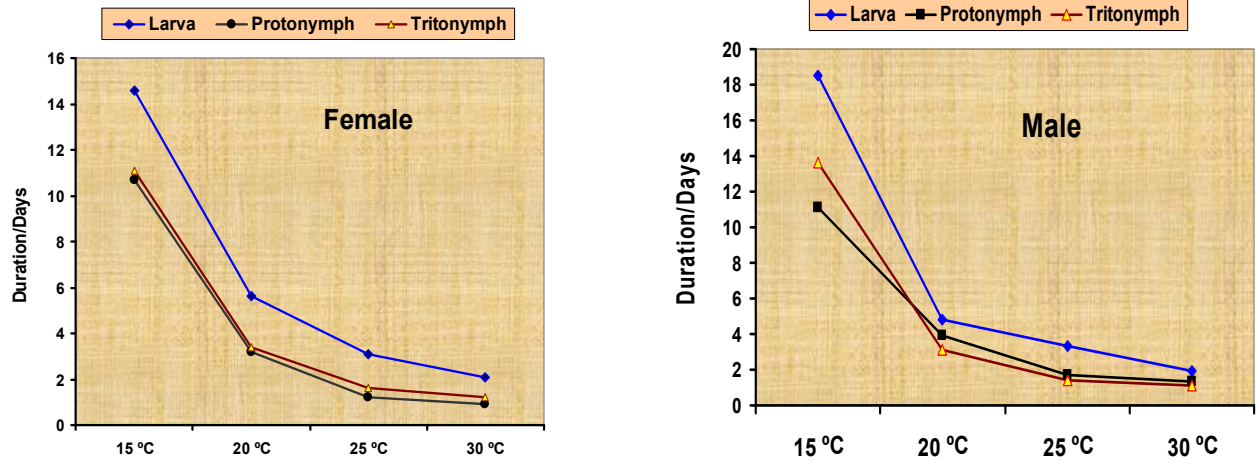 Larva Protonymph Tritonymph
Female
Duration/Days
16
14
12
10
8
6
4
2
0
15 ºC 20 ºC 25 ºC 30 ºC
Larva Protonymph Tritonymph
Male
Duration/Days
20
18
16
14
12
10
8
6
4
2
0
15 ºC 20 ºC 25 ºC 30 ºC